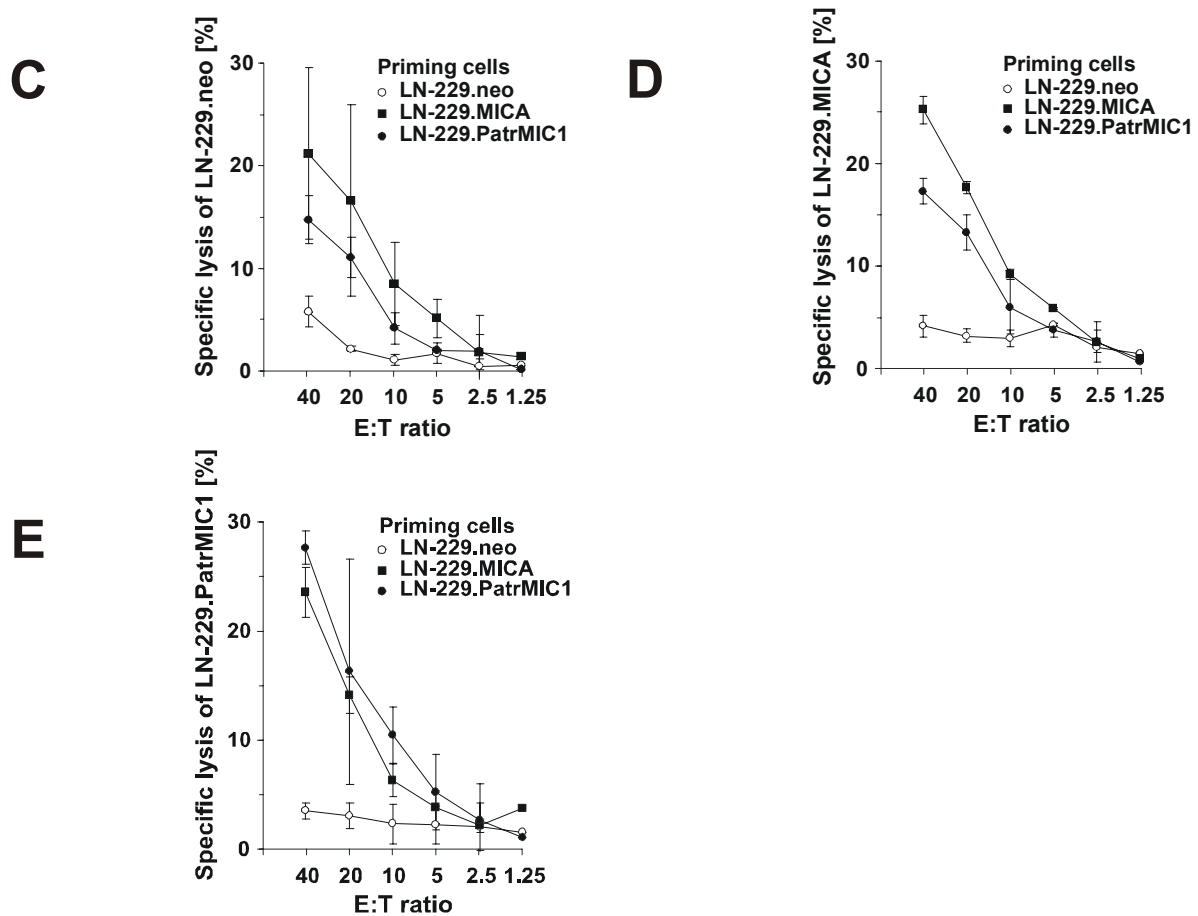 C
Specific lysis of LN-229.neo [%]
30
20
10
0
Priming cells
LN-229.neo
LN-229.MICA
LN-229.PatrMIC1
40 20 10 5 2.5 1.25
E:T ratio
D
Specific lysis of LN-229.MICA [%]
30
20
10
0
Priming cells
LN-229.neo
LN-229.MICA
LN-229.PatrMIC1
40 20 10 5 2.5 1.25
E:T ratio
E
Specific lysis of LN-229.PatrMIC1 [%]
30
20
10
0
Priming cells
LN-229.neo
LN-229.MICA
LN-229.PatrMIC1
40 20 10 5 2.5 1.25
E:T ratio